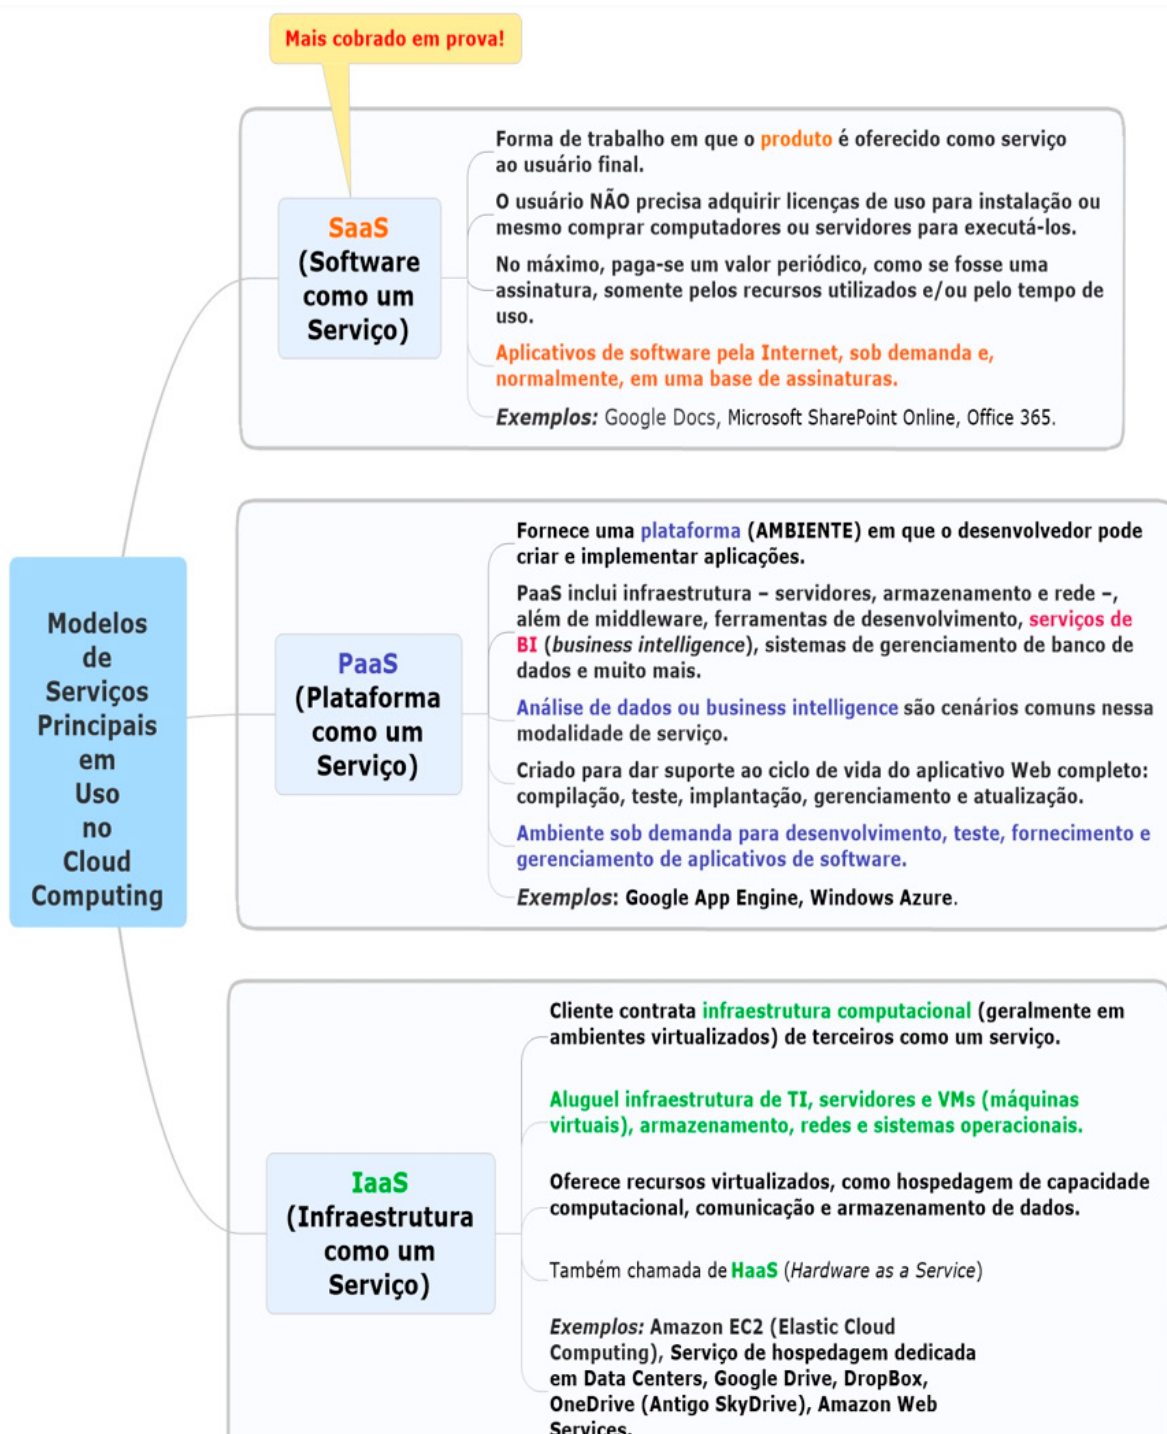 Mais cobrado em prova!
Forma de trabalho em que o produto é oferecido como serviço
ao usuário final.
O usuário NÃO precisa adquirir licenças de uso para instalação ou
mesmo comprar computadores ou servidores para executá-los.
No máximo, paga-se um valor periódico, como se fosse uma
assinatura, somente pelos recursos utilizados e/ou pelo tempo de
uso.
Aplicativos de software pela Internet, sob demanda e,
normalmente, em uma base de assinaturas.
Exemplos: Google Docs, Microsoft SharePoint Online, Office 365.
SaaS
(Software
como um
Serviço)
Modelos
de
Serviços
Principais
em
Uso
no
Cloud
Computing
PaaS
(Plataforma
como um
Serviço)
Fornece uma plataforma (AMBIENTE) em que o desenvolvedor pode
criar e implementar aplicações.
PaaS inclui infraestrutura – servidores, armazenamento e rede –,
além de middleware, ferramentas de desenvolvimento, serviços de
BI (business intelligence), sistemas de gerenciamento de banco de
dados e muito mais.
Análise de dados ou business intelligence são cenários comuns nessa
modalidade de serviço.
Criado para dar suporte ao ciclo de vida do aplicativo Web completo:
compilação, teste, implantação, gerenciamento e atualização.
Ambiente sob demanda para desenvolvimento, teste, fornecimento e
gerenciamento de aplicativos de software.
Exemplos: Google App Engine, Windows Azure.
IaaS
(Infraestrutura
como um
Serviço)
Cliente contrata infraestrutura computacional (geralmente em
ambientes virtualizados) de terceiros como um serviço.
Aluguel infraestrutura de TI, servidores e VMs (máquinas
virtuais), armazenamento, redes e sistemas operacionais.
Oferece recursos virtualizados, como hospedagem de capacidade
computacional, comunicação e armazenamento de dados.
Também chamada de HaaS (Hardware as a Service)
Exemplos: Amazon EC2 (Elastic Cloud
Computing), Serviço de hospedagem dedicada
em Data Centers, Google Drive, DropBox,
OneDrive (Antigo SkyDrive), Amazon Web
Services.